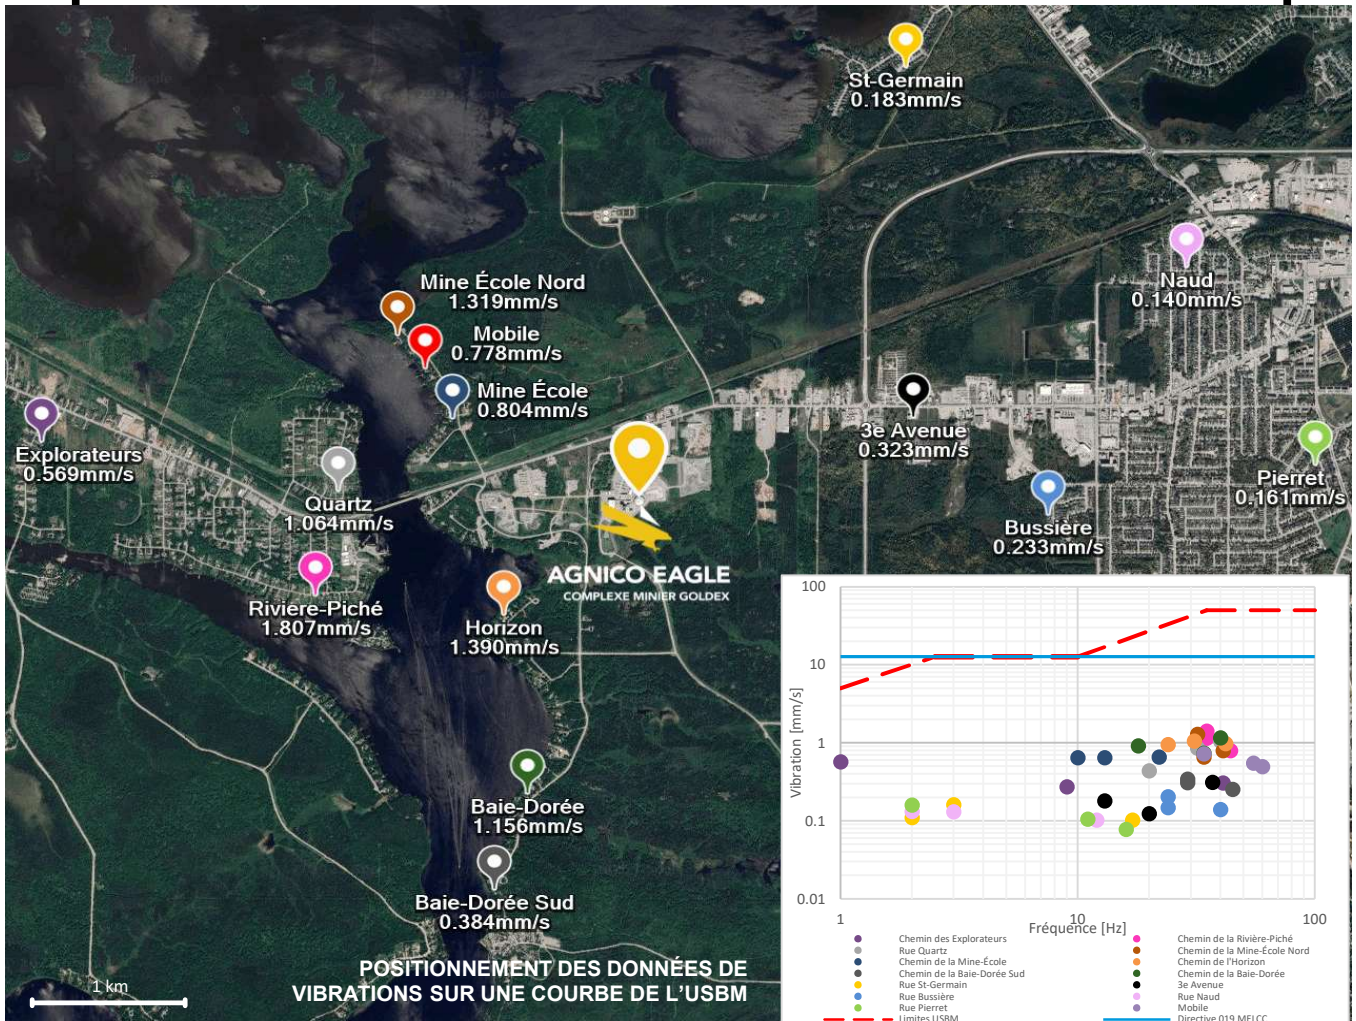 St-Germain
0.183mm/s
Naud
0.140mm/s
Mine École Nord
1.319mm/s
Mobile
0.778mm/s
Mine École
0.804mm/s
Explorateurs
0.569mm/s
Quartz
1.064mm/s
3e Avenue
0.323mm/s
Pierret
0.161mm/s
Bussière
0.233mm/s
AGNICO EAGLE
COMPLEXE MINIER GOLDEX
Riviere-Piché
1.807mm/s
Horizon
1.390mm/s
Baie-Dorée
1.156mm/s
Baie-Dorée Sud
0.384mm/s
1 km
POSITIONNEMENT DES DONNÉES DE
VIBRATIONS SUR UNE COURBE DE L'USBM
100
10
1
0.1
0.01
Vibration [mm/s]
1 10 100
Fréquence [Hz]
Chemin des Explorateurs Chemin de la Rivière-Piché
Rue Quartz Chemin de la Mine-École Nord
Chemin de la Mine-École Chemin de l'Horizon
Chemin de la Baie-Dorée Sud Chemin de la Baie-Dorée
Rue St-Germain 3e Avenue
Rue Bussière Rue Naud
Rue Pierret Mobile
Limites USBM Directive 019 MELCC